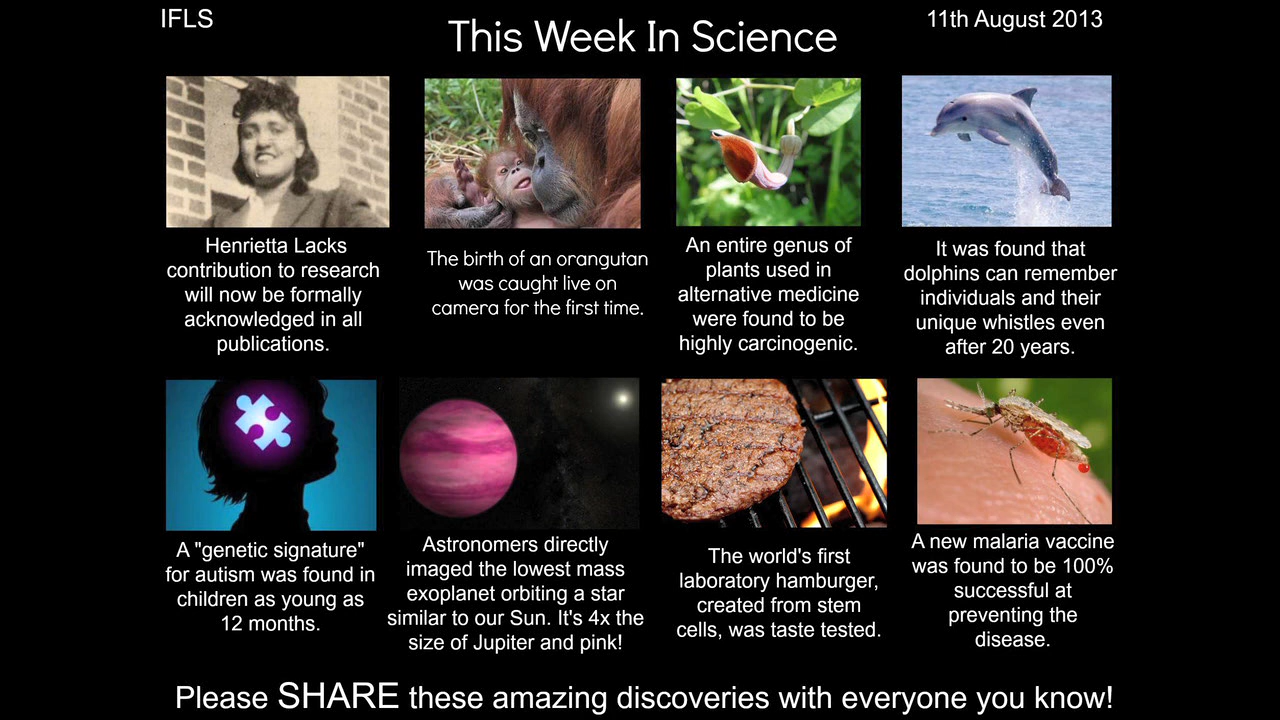 IFLS
This Week In Science
11th August 2013
Henrietta Lacks
contribution to research
will now be formally
acknowledged in all
publications.
The birth of an orangutan
was caught live on
camera for the first time.
An entire genus of
plants used in
alternative medicine
were found to be
highly carcinogenic.
It was found that
dolphins can remember
individuals and their
unique whistles even
after 20 years.
A "genetic signature"
for autism was found in
children as young as
12 months.
Astronomers directly
imaged the lowest mass
exoplanet orbiting a star
similar to our Sun. It's 4x the
size of Jupiter and pink!
The world's first
laboratory hamburger,
created from stem
cells, was taste tested.
A new malaria vaccine
was found to be 100%
successful at
preventing the
disease.
Please SHARE these amazing discoveries with everyone you know!